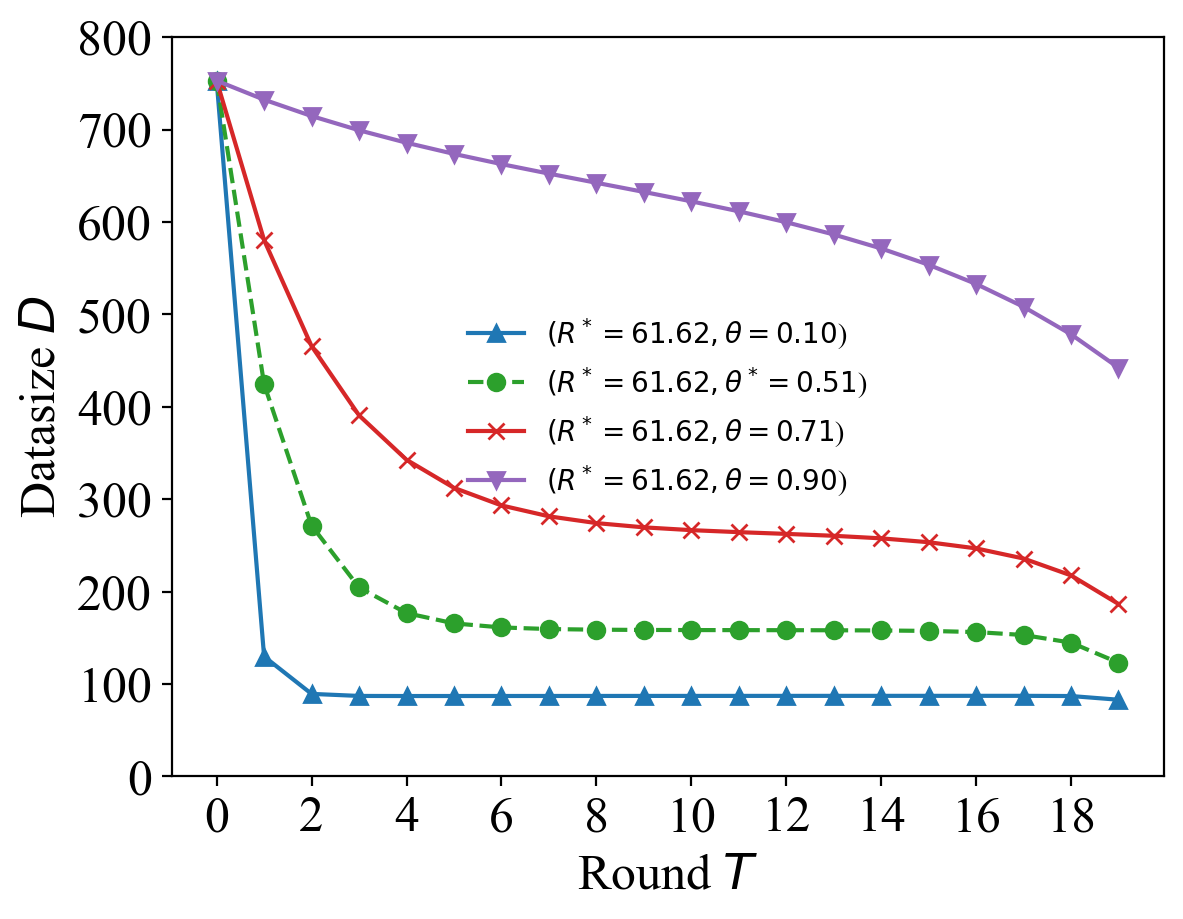 800
700
600
500
400
300
200
100
0
Datasize D
(R* = 61.62, θ = 0.10)
(R* = 61.62, θ* = 0.51)
(R* = 61.62, θ = 0.71)
(R* = 61.62, θ = 0.90)
0 2 4 6 8 10 12 14 16 18
Round T